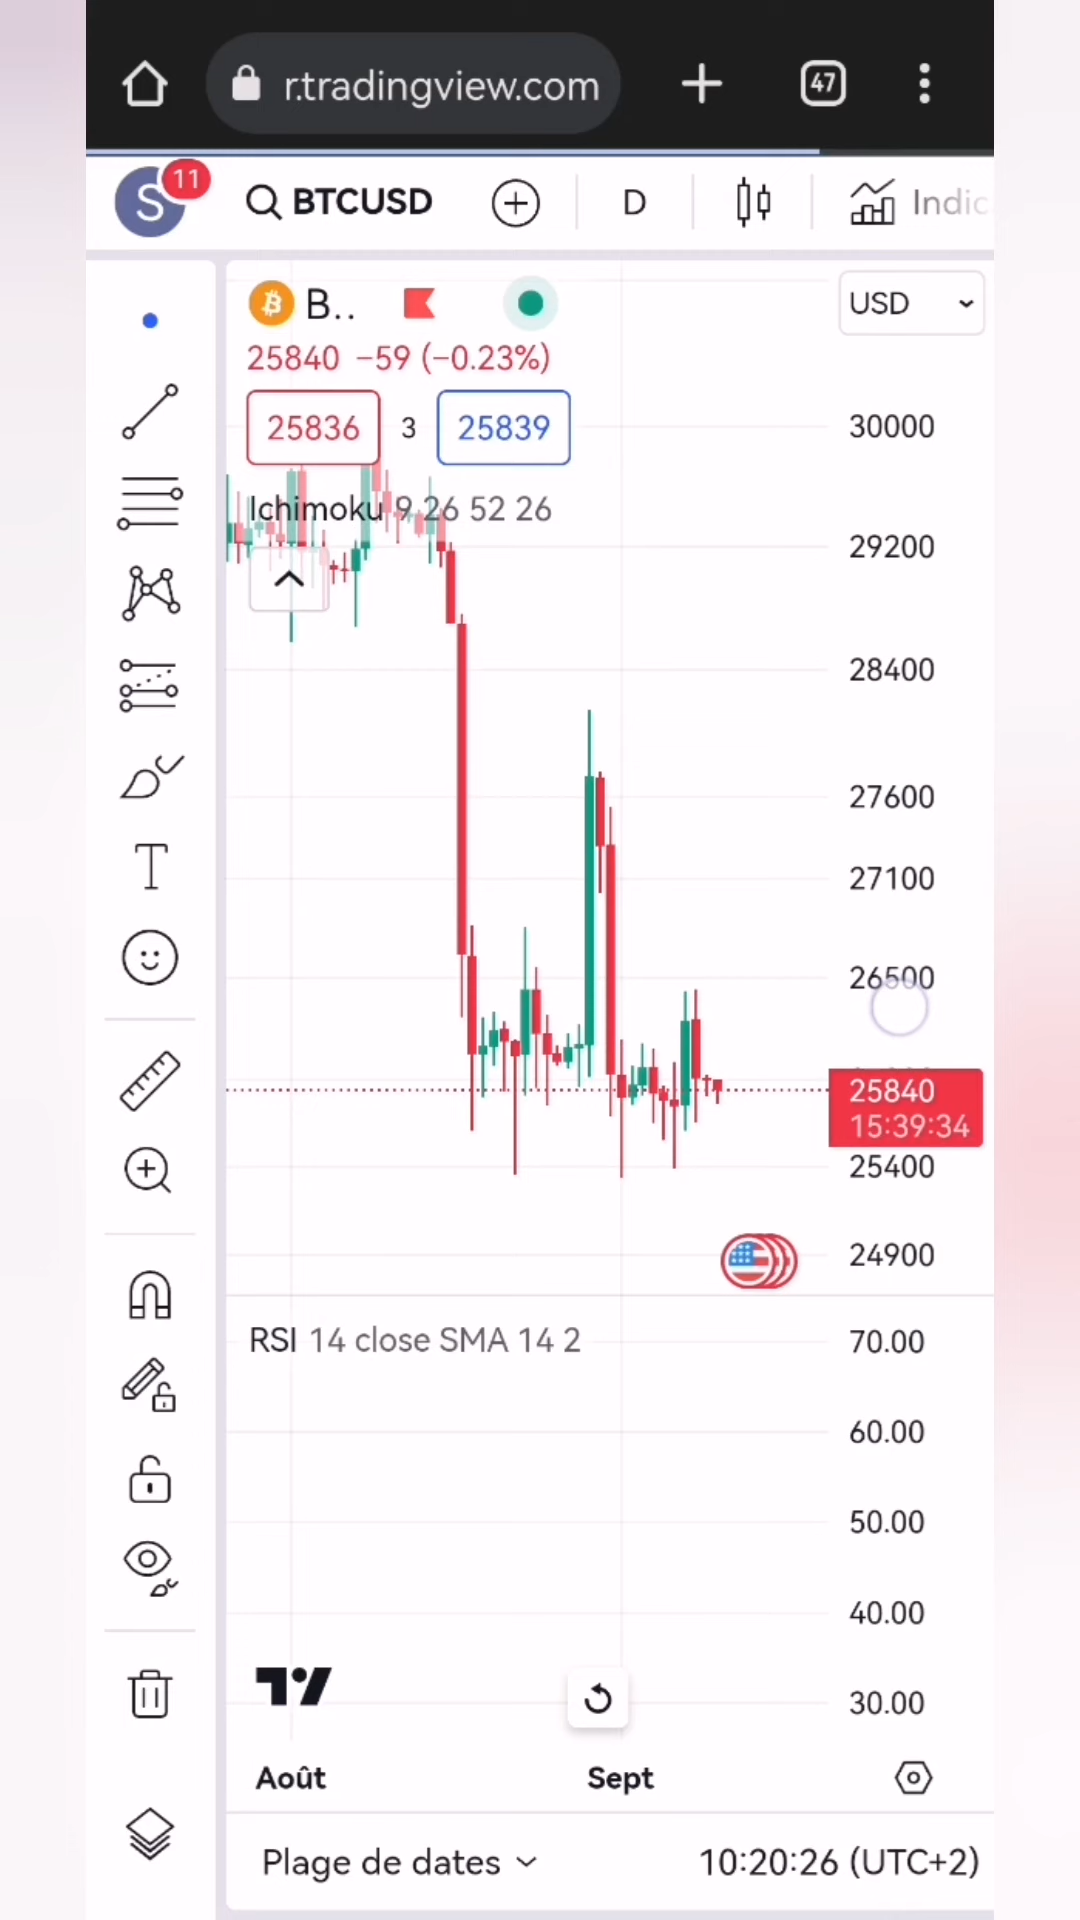 r.tradingview.com
47
S
11
BTCUSD
D
Indic
B..
USD
25840 −59 (−0.23%)
25836
3
25839
Ichimoku 9 26 52 26
30000
29200
28400
27600
27100
26500
25840
15:39:34
25400
24900
RSI 14 close SMA 14 2
70.00
60.00
50.00
40.00
30.00
Août
Sept
Plage de dates
10:20:26 (UTC+2)